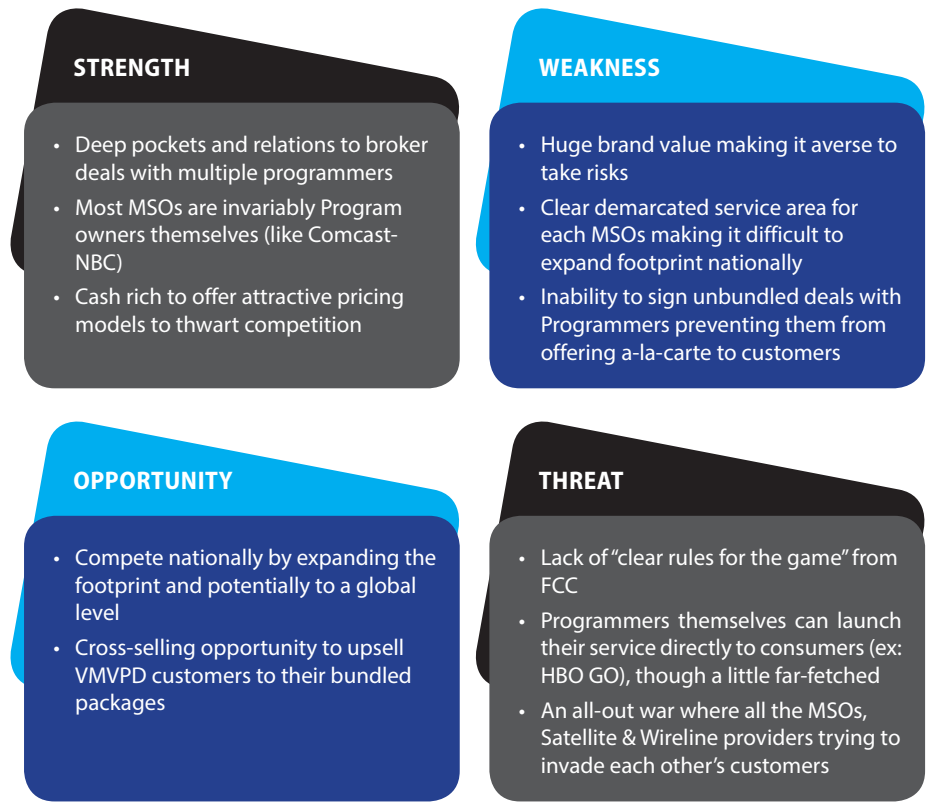 STRENGTH
• Deep pockets and relations to broker
deals with multiple programmers
• Most MSOs are invariably Program
owners themselves (like Comcast-
NBC)
• Cash rich to offer attractive pricing
models to thwart competition
WEAKNESS
• Huge brand value making it averse to
take risks
• Clear demarcated service area for
each MSOs making it difficult to
expand footprint nationally
• Inability to sign unbundled deals with
Programmers preventing them from
offering a-la-carte to customers
OPPORTUNITY
• Compete nationally by expanding the
footprint and potentially to a global
level
• Cross-selling opportunity to upsell
VMVPD customers to their bundled
packages
THREAT
• Lack of “clear rules for the game” from
FCC
• Programmers themselves can launch
their service directly to consumers (ex:
HBO GO), though a little far-fetched
• An all-out war where all the MSOs,
Satellite & Wireline providers trying to
invade each other’s customers